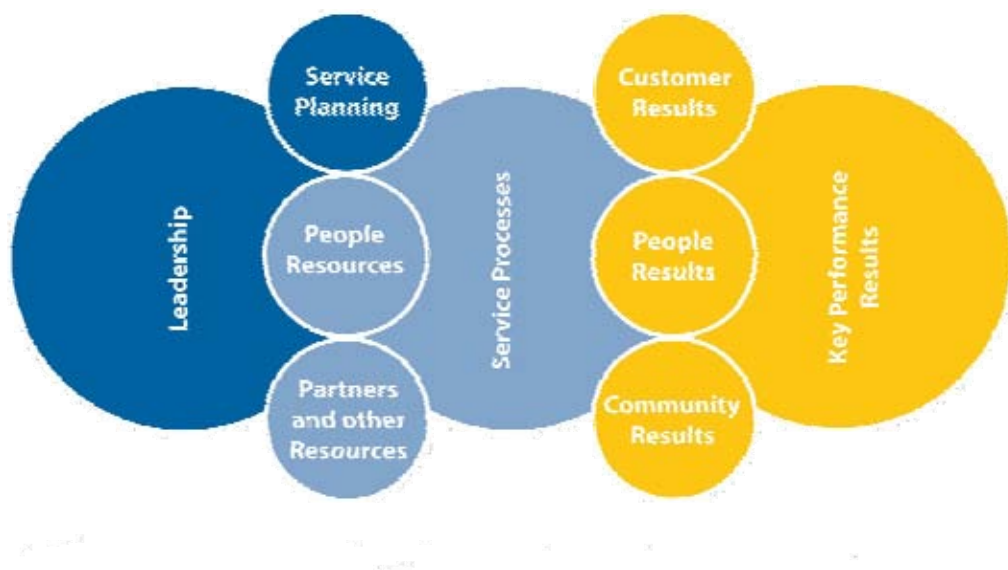 Leadership
Service
Planning
People
Resources
Partners
and other
Resources
Service Processes
Customer
Results
People
Results
Community
Results
Key Performance
Results